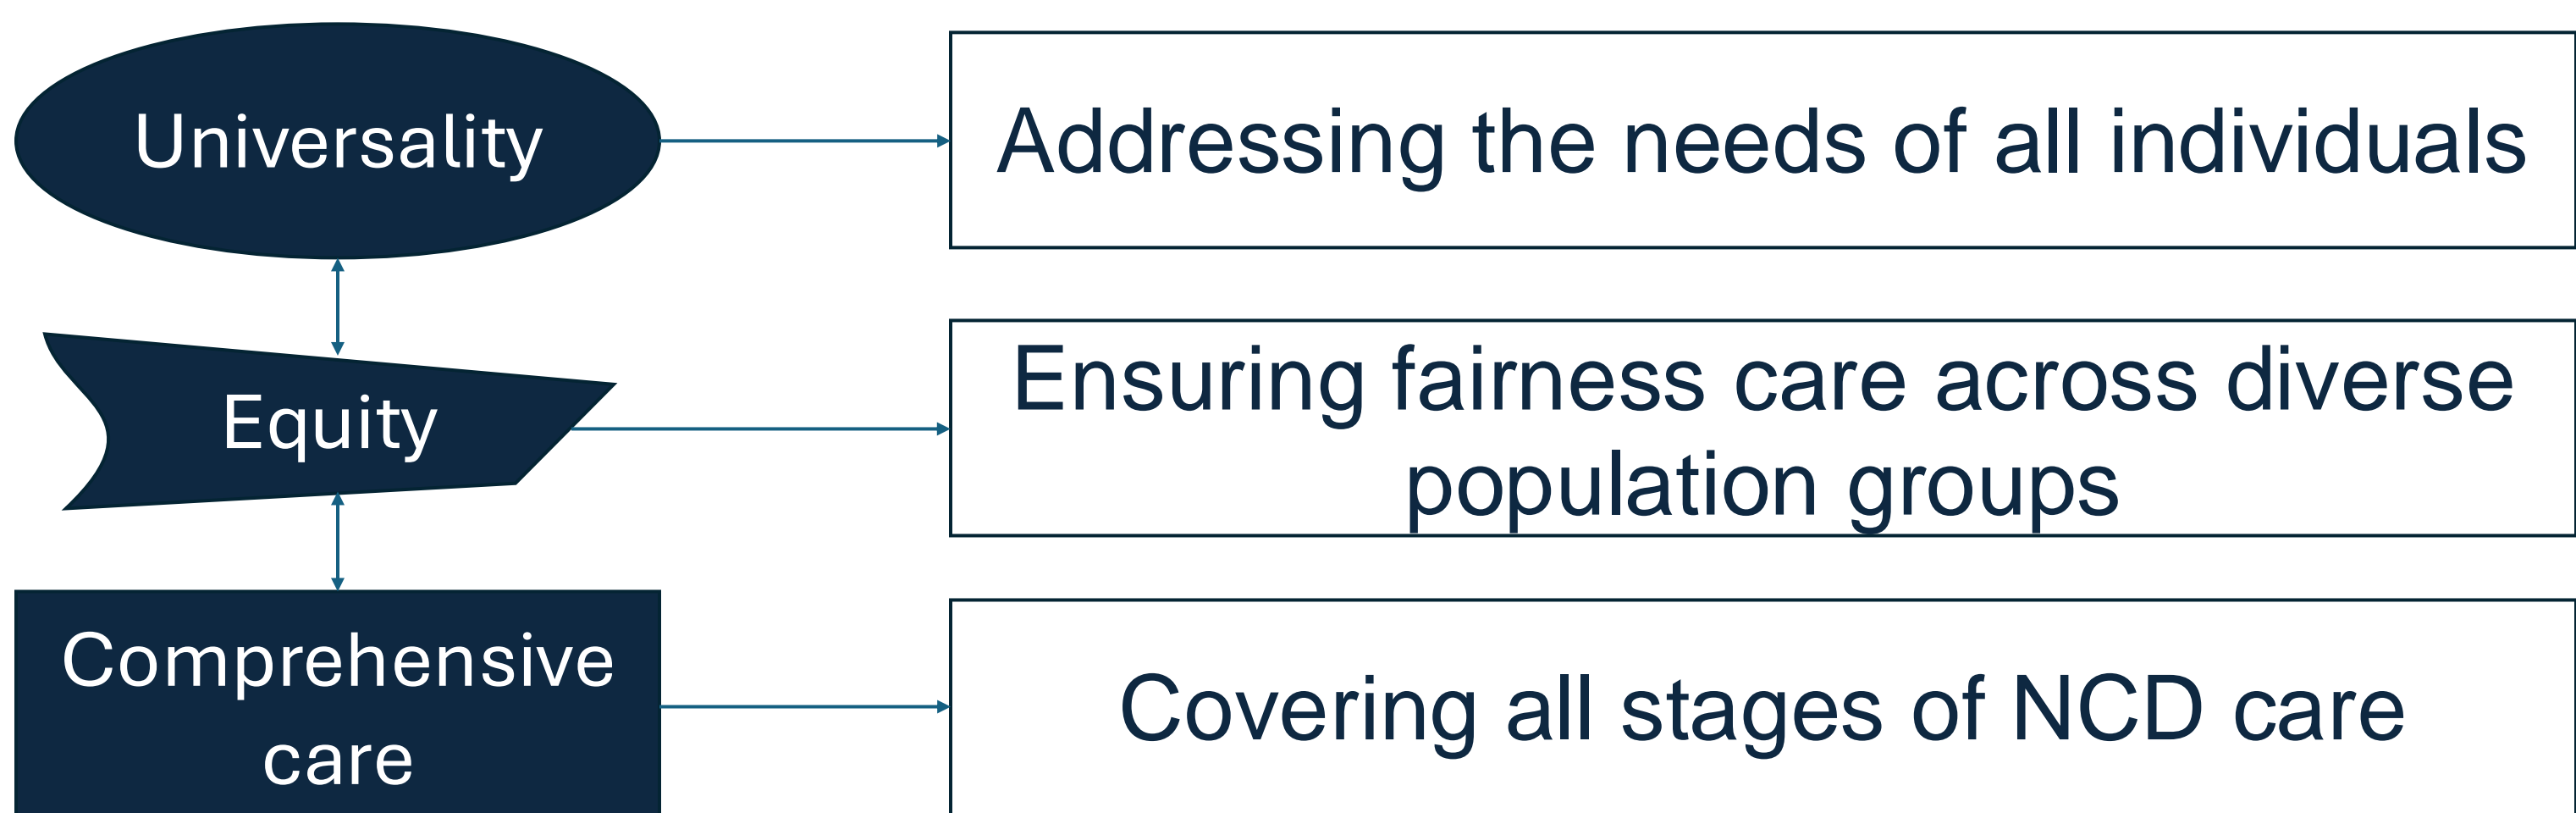 Universality
Addressing the needs of all individuals
Equity
Ensuring fairness care across diverse
population groups
Comprehensive
care
Covering all stages of NCD care